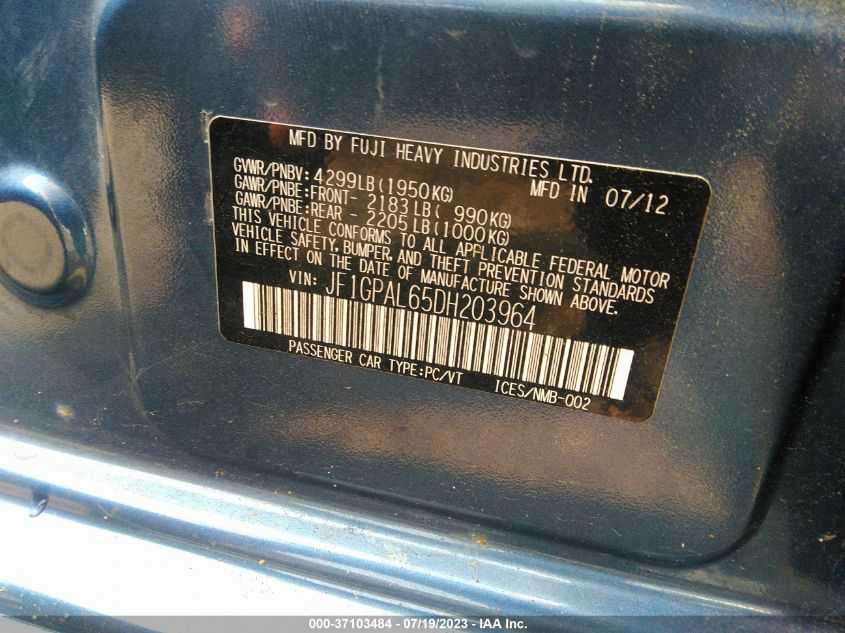 MFD BY FUJI HEAVY INDUSTRIES LTD.
GVWR/PNBV: 4299LB(1950KG) MFD IN 07/12
GAWR/PNBE:FRONT- 2183LB( 990KG)
GAWR/PNBE:REAR - 2205LB(1000KG)
THIS VEHICLE CONFORMS TO ALL APPLICABLE FEDERAL MOTOR
VEHICLE SAFETY, BUMPER, AND THEFT PREVENTION STANDARDS
IN EFFECT ON THE DATE OF MANUFACTURE SHOWN ABOVE.
VIN: JF1GPAL65DH203964
PASSENGER CAR TYPE:PC/VT ICES/NMB-002
000-37103484 - 07/19/2023 - IAA Inc.